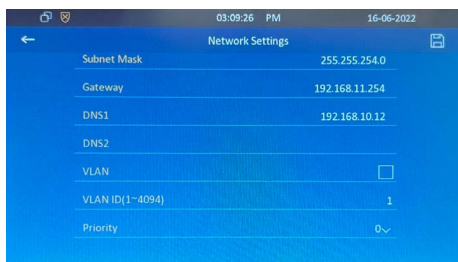 03:09:26 PM 16-06-2022
Network Settings
Subnet Mask 255.255.254.0
Gateway 192.168.11.254
DNS1 192.168.10.12
DNS2
VLAN
VLAN ID(1~4094) 1
Priority 0